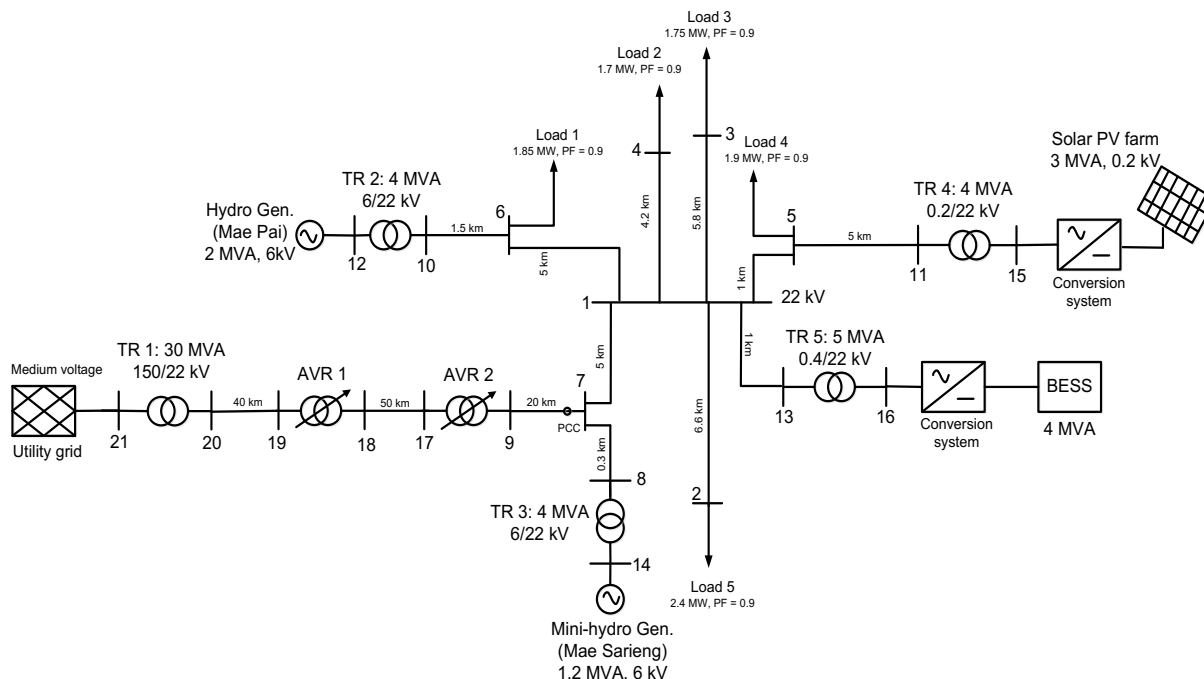 Load 3
1.75 MW, PF = 0.9
Load 2
1.7 MW, PF = 0.9
Load 1
1.85 MW, PF = 0.9
4
3
Load 4
1.9 MW, PF = 0.9
Solar PV farm
3 MVA, 0.2 kV
TR 2: 4 MVA
6/22 kV
Hydro Gen.
(Mae Pai)
2 MVA, 6kV
12
10
1.5 km
6
5 km
4.2 km
5.8 km
5
1 km
5 km
TR 4: 4 MVA
0.2/22 kV
11
15
Conversion
system
1
22 kV
TR 1: 30 MVA
150/22 kV
Medium voltage
Utility grid
21
20
40 km
AVR 1
19
18
50 km
AVR 2
17
9
20 km
PCC
7
5 km
0.3 km
8
6.6 km
1 km
TR 5: 5 MVA
0.4/22 kV
13
16
Conversion
system
BESS
4 MVA
TR 3: 4 MVA
6/22 kV
2
14
Load 5
2.4 MW, PF = 0.9
Mini-hydro Gen.
(Mae Sarieng)
1.2 MVA, 6 kV